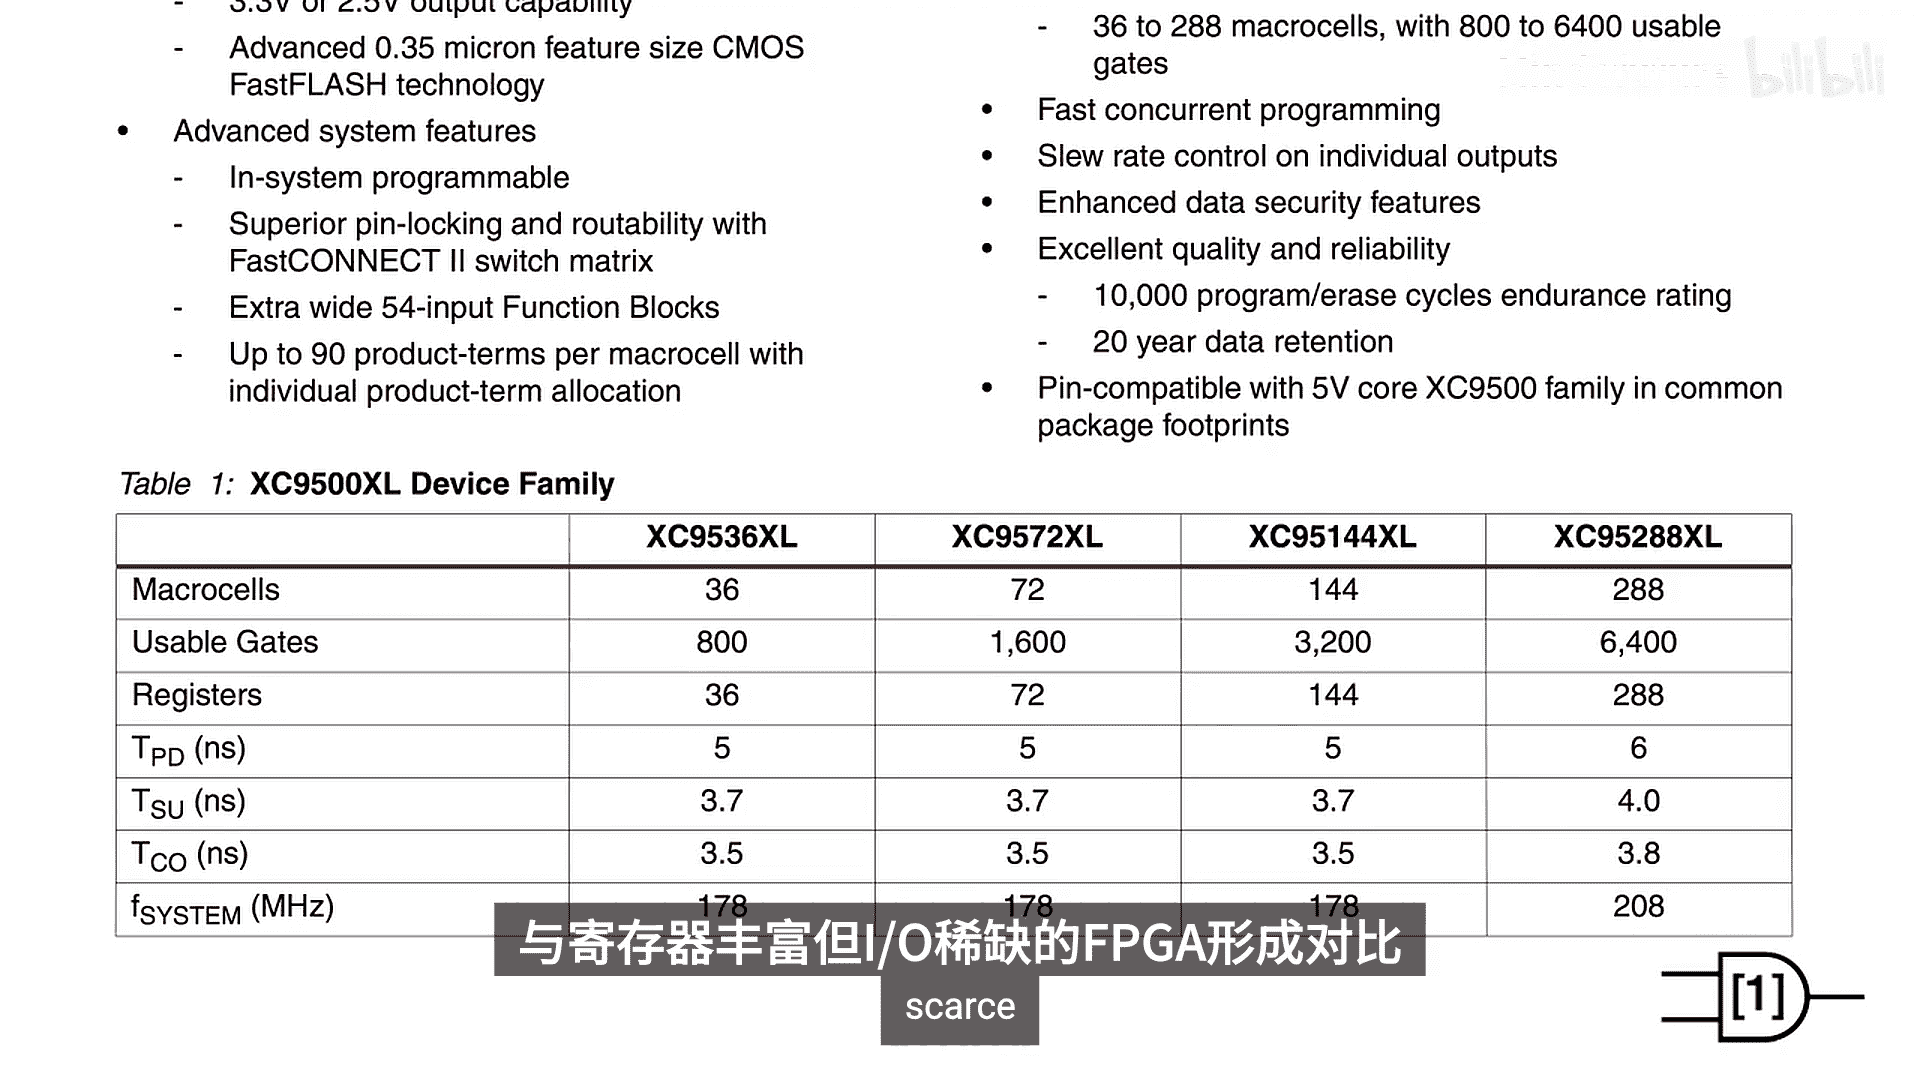 - 3.3V or 2.5V output capability
- Advanced 0.35 micron feature size CMOS
FastFLASH technology
• Advanced system features
- In-system programmable
- Superior pin-locking and routability with
FastCONNECT II switch matrix
- Extra wide 54-input Function Blocks
- Up to 90 product-terms per macrocell with
individual product-term allocation
- 36 to 288 macrocells, with 800 to 6400 usable
gates
• Fast concurrent programming
• Slew rate control on individual outputs
• Enhanced data security features
• Excellent quality and reliability
- 10,000 program/erase cycles endurance rating
- 20 year data retention
• Pin-compatible with 5V core XC9500 family in common
package footprints
bilibili
Table 1: XC9500XL Device Family
XC9536XL XC9572XL XC95144XL XC95288XL
Macrocells 36 72 144 288
Usable Gates 800 1,600 3,200 6,400
Registers 36 72 144 288
TPD (ns) 5 5 5 6
TSU (ns) 3.7 3.7 3.7 4.0
TCO (ns) 3.5 3.5 3.5 3.8
fSYSTEM (MHz) 178 178 178 208
与寄存器丰富但I/O稀缺的FPGA形成对比
scarce
[1]